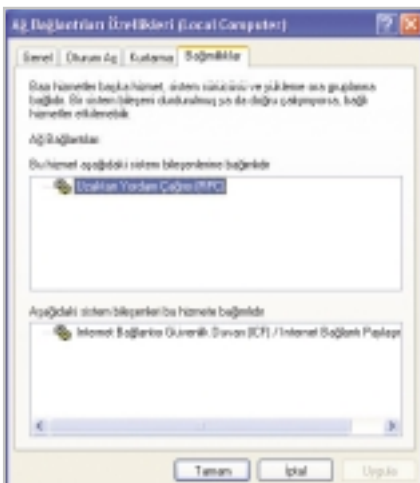 Ağ Bağlantıları Özellikleri (Local Computer)
Genel Oturum Aç Kurtarma Bağımlılıklar
Bazı hizmetler başka hizmet, sistem sürücüsü ve yükleme sıra gruplarına
bağlıdır. Bir sistem bileşeni durdurulmuş ya da doğru çalışmıyorsa, bağlı
hizmetler etkilenebilir.
Ağ Bağlantıları
Bu hizmet aşağıdaki sistem bileşenlerine bağımlıdır
Uzaktan Yordam Çağrısı (RPC)
Aşağıdaki sistem bileşenleri bu hizmete bağımlıdır
Internet Bağlantısı Güvenlik Duvarı (ICF) / Internet Bağlantı Paylaşı
Tamam İptal Uygula